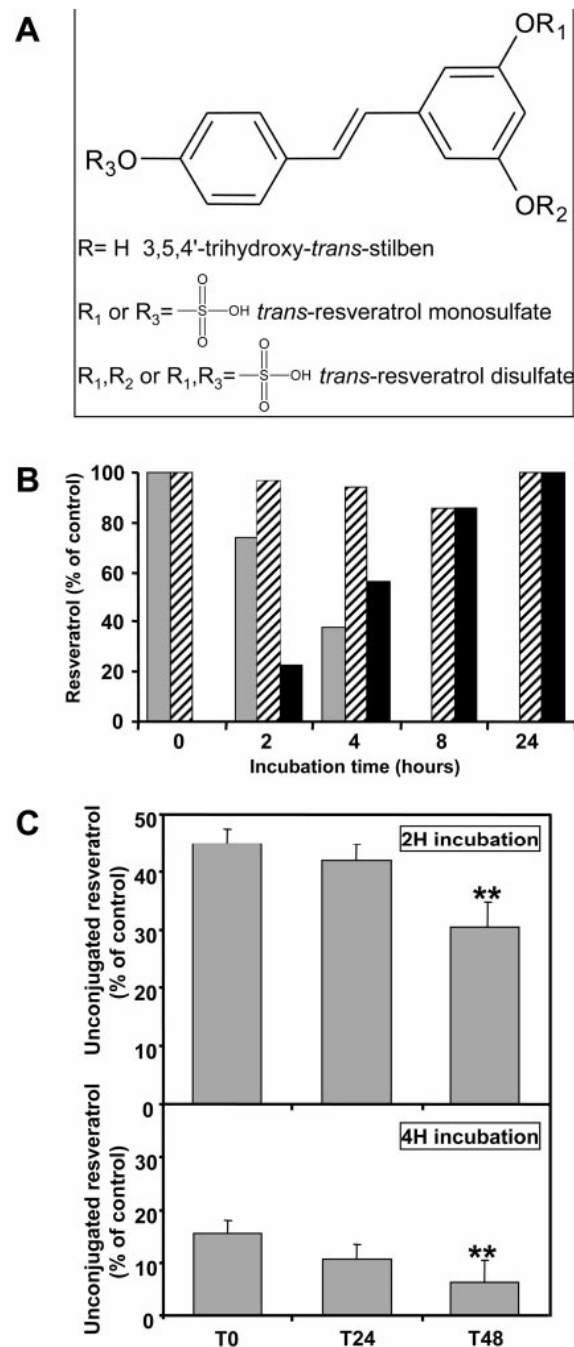 A
OR1
R3O
OR2
R= H 3,5,4'-trihydroxy-trans-stilben
O
R1 or R3= S OH trans-resveratrol monosulfate
O
O
R1,R2 or R1,R3= S OH trans-resveratrol disulfate
O
B
Resveratrol (% of control)
100
80
60
40
20
0
0 2 4 8 24
Incubation time (hours)
C
Unconjugated resveratrol
(% of control)
50
40
30
20
10
0
2H incubation
**
Unconjugated resveratrol
(% of control)
30
20
10
0
4H incubation
**
T0 T24 T48